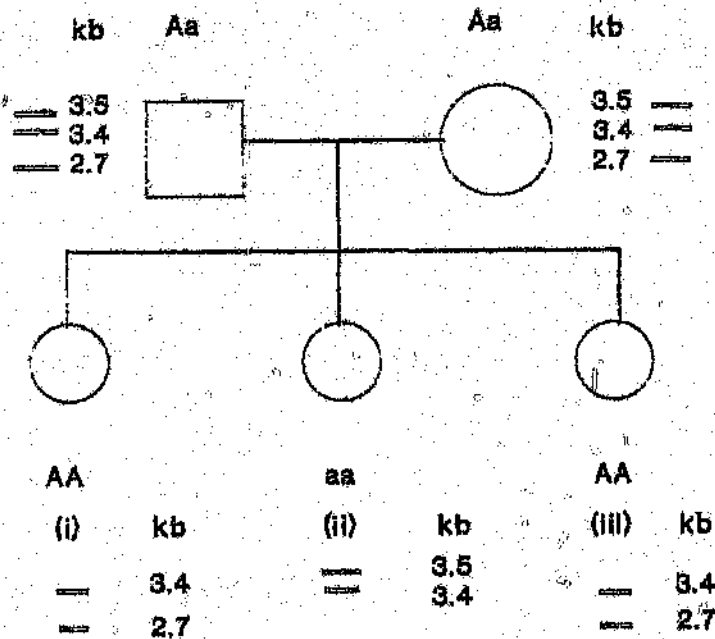 kb Aa Aa kb
3.5 3.5
3.4 3.4
2.7 2.7
AA aa AA
(i) kb (ii) kb (iii) kb
3.4 3.5 3.4
2.7 3.4 2.7